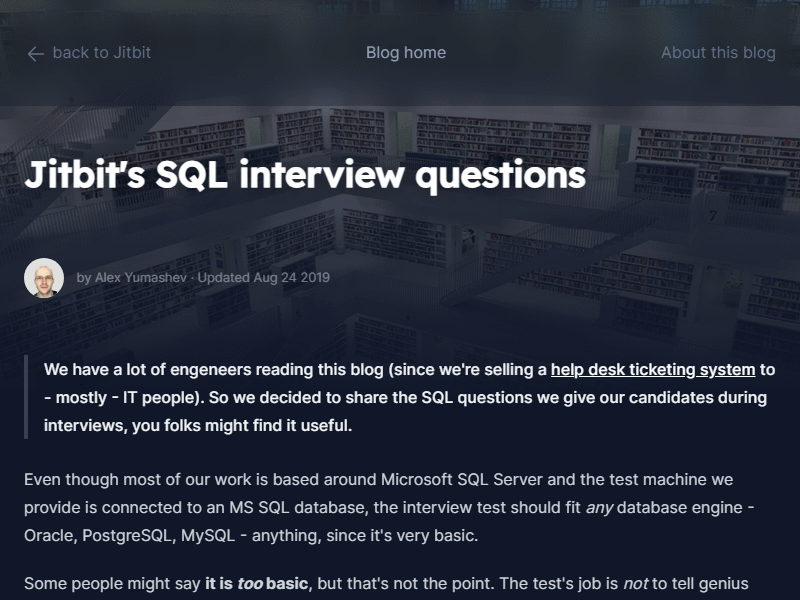 ← back to Jitbit
Blog home
About this blog
Jitbit's SQL interview questions
by Alex Yumashev · Updated Aug 24 2019
We have a lot of engeneers reading this blog (since we're selling a help desk ticketing system to
- mostly - IT people). So we decided to share the SQL questions we give our candidates during
interviews, you folks might find it useful.
Even though most of our work is based around Microsoft SQL Server and the test machine we
provide is connected to an MS SQL database, the interview test should fit any database engine -
Oracle, PostgreSQL, MySQL - anything, since it's very basic.
Some people might say it is too basic, but that's not the point. The test's job is not to tell genius